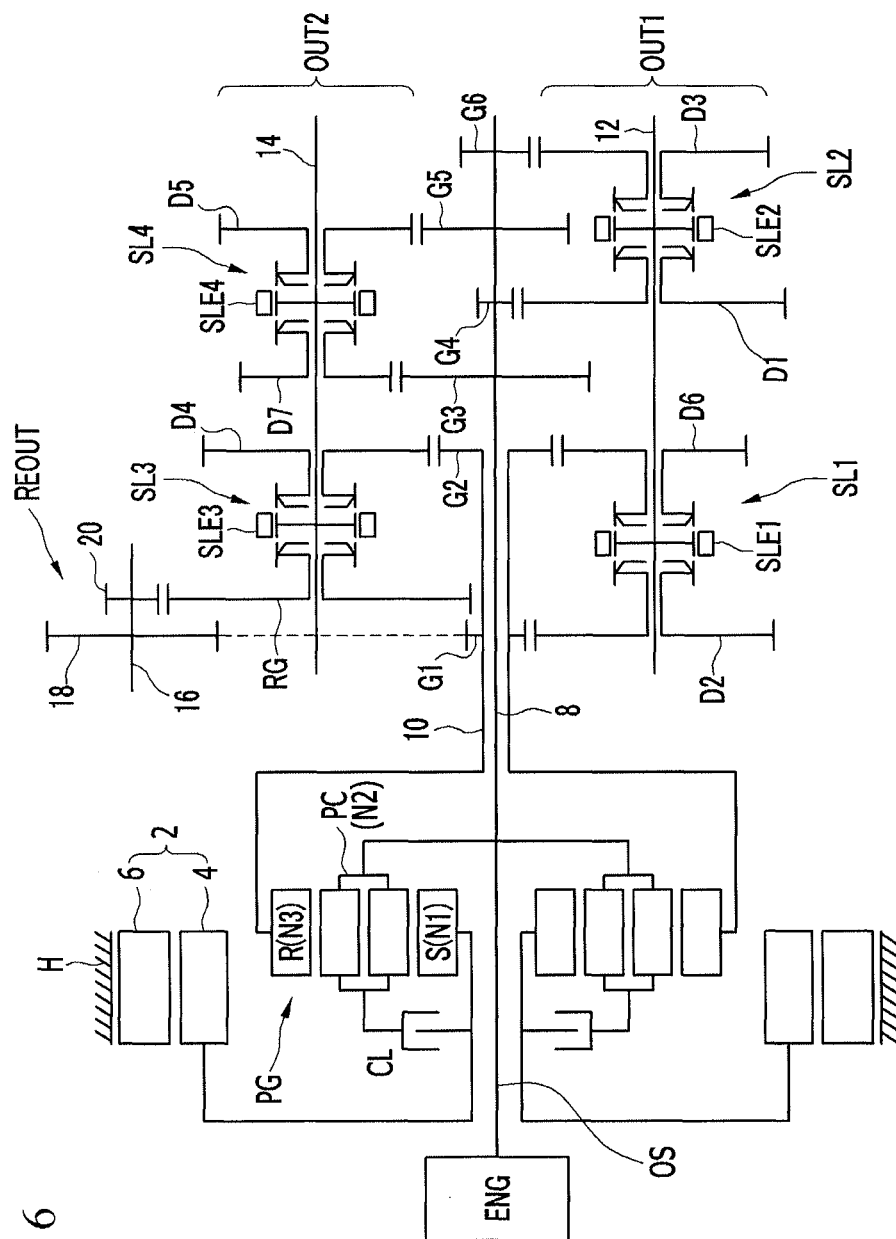 6
REOUT
18
20
16
RG
SLE3
SL3
D4
D7
SLE4
SL4
D5
14
OUT2
G1
G2
G3
G4
G5
G6
10
8
D2
SLE1
SL1
D6
D1
SLE2
SL2
D3
12
OUT1
H
6
4
2
PG
R(N3)
PC
(N2)
S(N1)
CL
ENG
OS